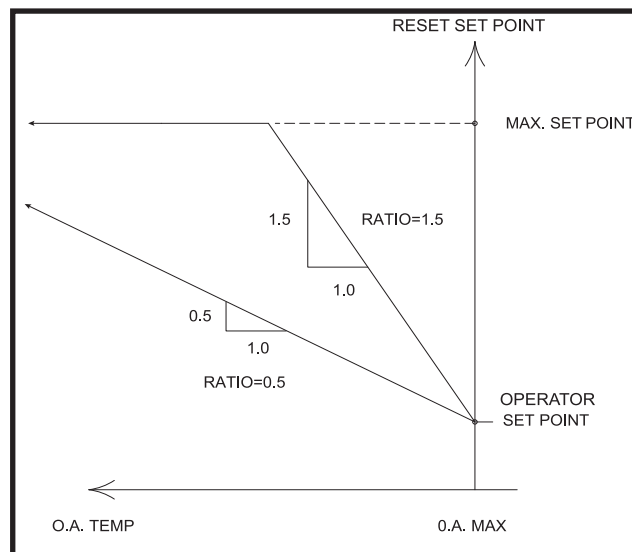 RESET SET POINT
MAX. SET POINT
1.5
RATIO=1.5
1.0
0.5
1.0
RATIO=0.5
OPERATOR
SET POINT
O.A. TEMP
0.A. MAX